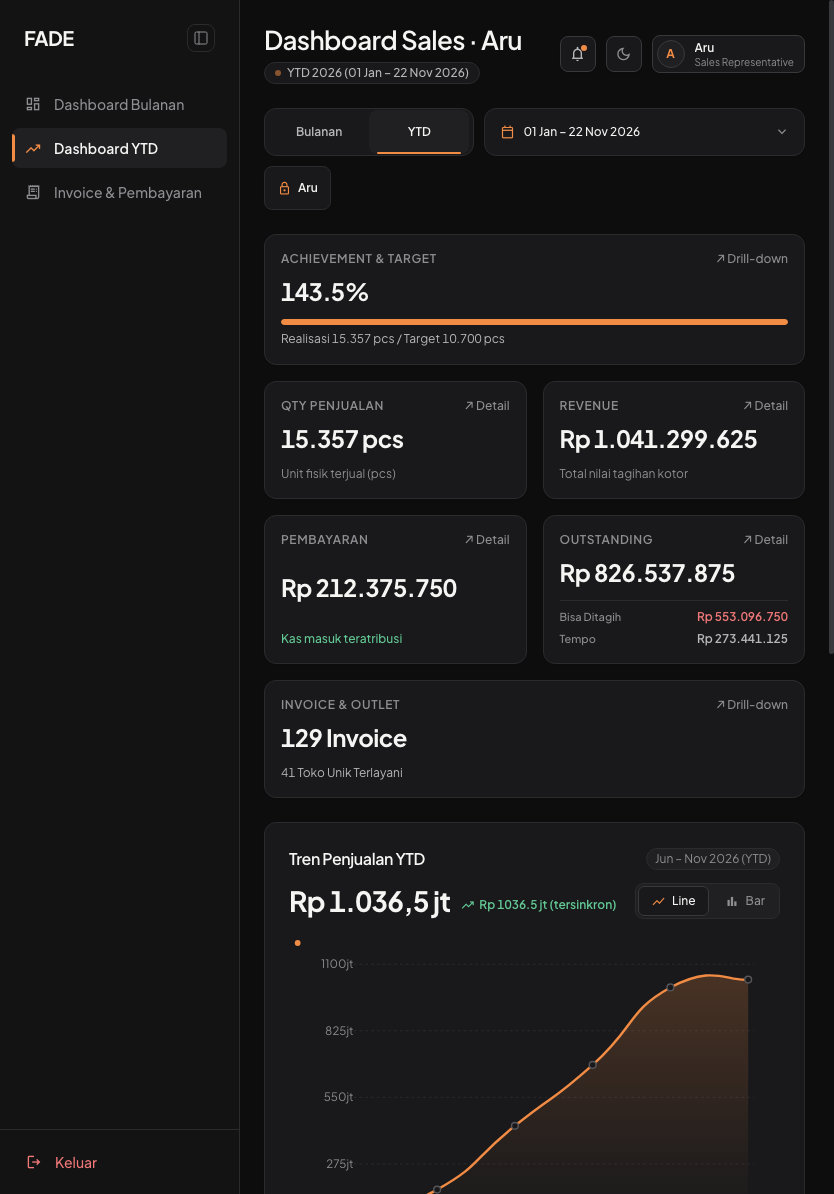 FADE
Dashboard Bulanan
Dashboard YTD
Invoice & Pembayaran
Keluar
Dashboard Sales · Aru
YTD 2026 (01 Jan – 22 Nov 2026)
A
Aru
Sales Representative
Bulanan
YTD
01 Jan – 22 Nov 2026
Aru
ACHIEVEMENT & TARGET
Drill-down
143.5%
Realisasi 15.357 pcs / Target 10.700 pcs
QTY PENJUALAN
Detail
15.357 pcs
Unit fisik terjual (pcs)
REVENUE
Detail
Rp 1.041.299.625
Total nilai tagihan kotor
PEMBAYARAN
Detail
Rp 212.375.750
Kas masuk teratribusi
OUTSTANDING
Detail
Rp 826.537.875
Bisa Ditagih
Rp 553.096.750
Tempo
Rp 273.441.125
INVOICE & OUTLET
Drill-down
129 Invoice
41 Toko Unik Terlayani
Tren Penjualan YTD
Jun – Nov 2026 (YTD)
Rp 1.036,5 jt
Rp 1036.5 jt (tersinkron)
Line
Bar
1100jt
825jt
550jt
275jt